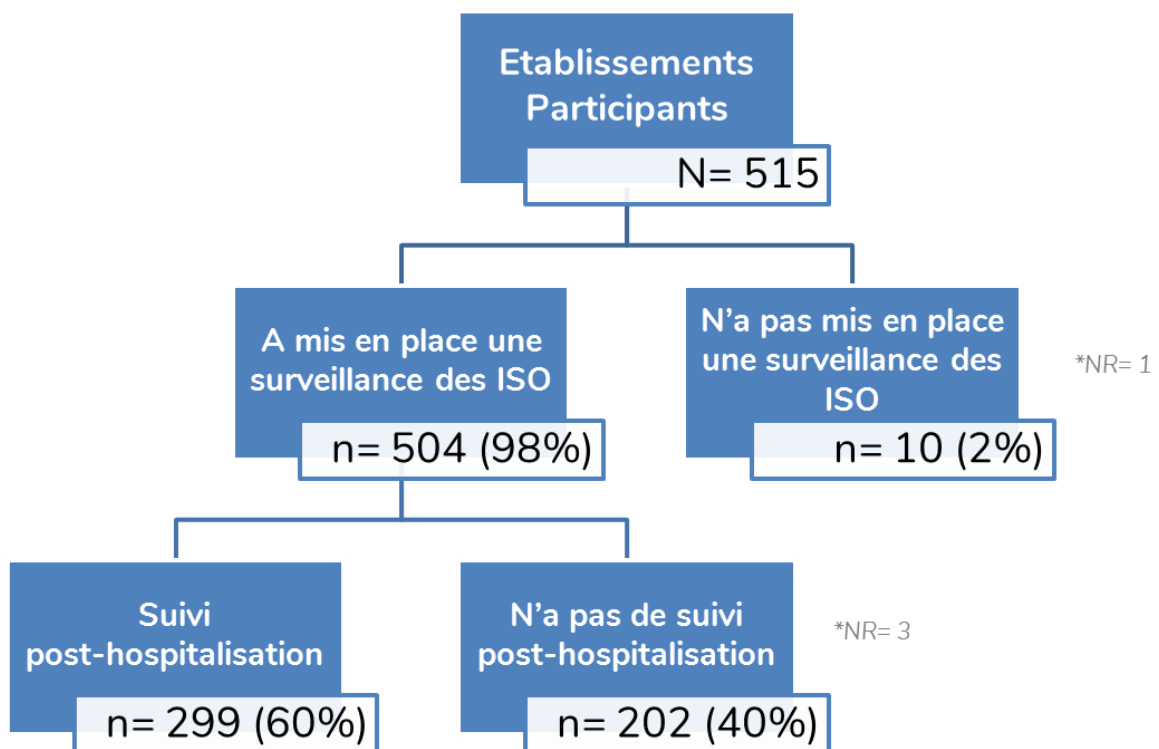 Etablissements
Participants
N= 515
A mis en place une
surveillance des ISO
n= 504 (98%)
N’a pas mis en place
une surveillance des
ISO
n= 10 (2%)
*NR= 1
Suivi
post-hospitalisation
n= 299 (60%)
N’a pas de suivi
post-hospitalisation
n= 202 (40%)
*NR= 3